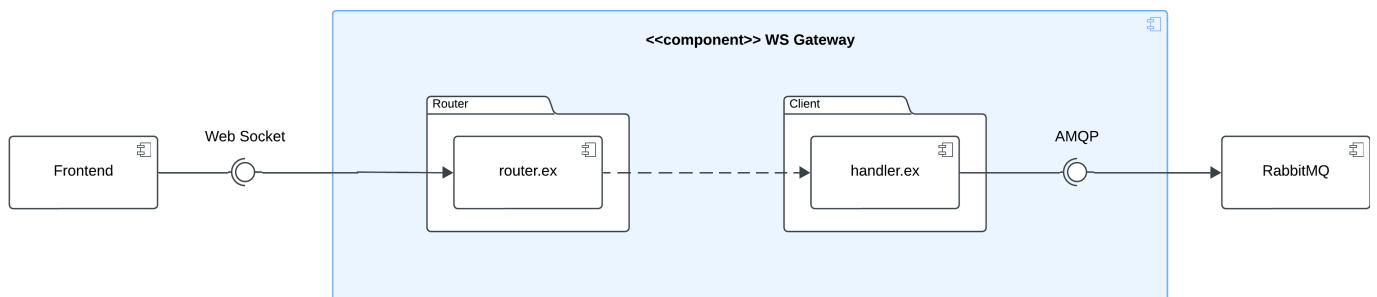 <<component>> WS Gateway
Router
Client
Web Socket
AMQP
Frontend
router.ex
handler.ex
RabbitMQ